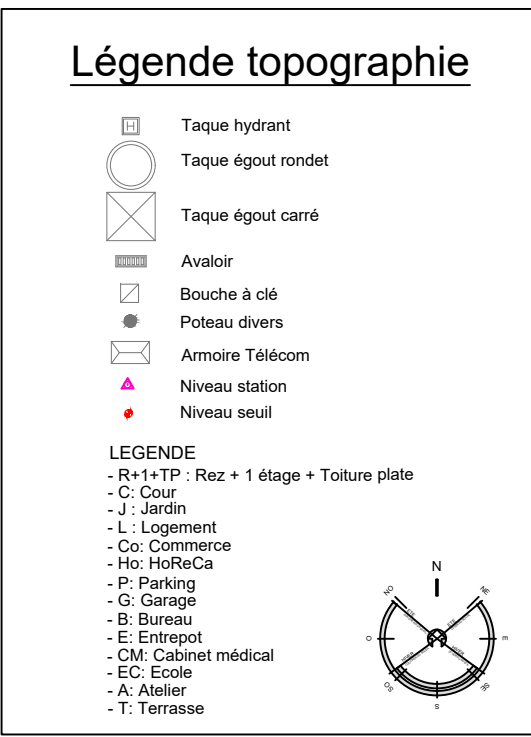 Légende topographie
H
Taque hydrant
Taque égout rondet
Taque égout carré
Avaloir
Bouche à clé
Poteau divers
Armoire Télécom
Niveau station
Niveau seuil
LEGENDE
- R+1+TP : Rez + 1 étage + Toiture plate
- C: Cour
- J : Jardin
- L : Logement
- Co: Commerce
- Ho: HoReCa
- P: Parking
- G: Garage
- B: Bureau
- E: Entrepot
- CM: Cabinet médical
- EC: Ecole
- A: Atelier
- T: Terrasse
N
NO
NE
O
E
SO
SE
S